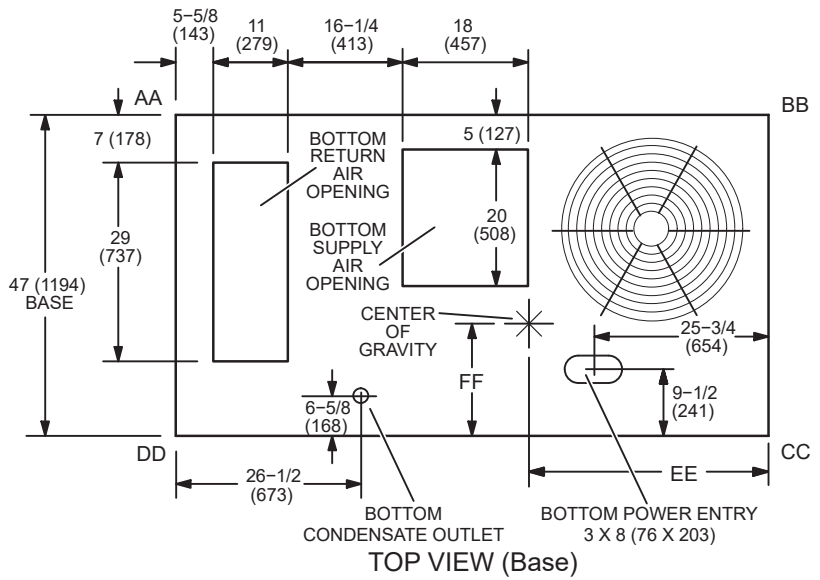 5−5/8
(143)
11
(279)
16−1/4
(413)
18
(457)
AA
BB
7 (178)
5 (127)
BOTTOM
RETURN
AIR
OPENING
29
(737)
20
(508)
BOTTOM
SUPPLY
AIR
OPENING
47 (1194)
BASE
CENTER
OF
GRAVITY
25−3/4
(654)
FF
9−1/2
(241)
6−5/8
(168)
DD
CC
26−1/2
(673)
EE
BOTTOM
CONDENSATE OUTLET
BOTTOM POWER ENTRY
3 X 8 (76 X 203)
TOP VIEW (Base)